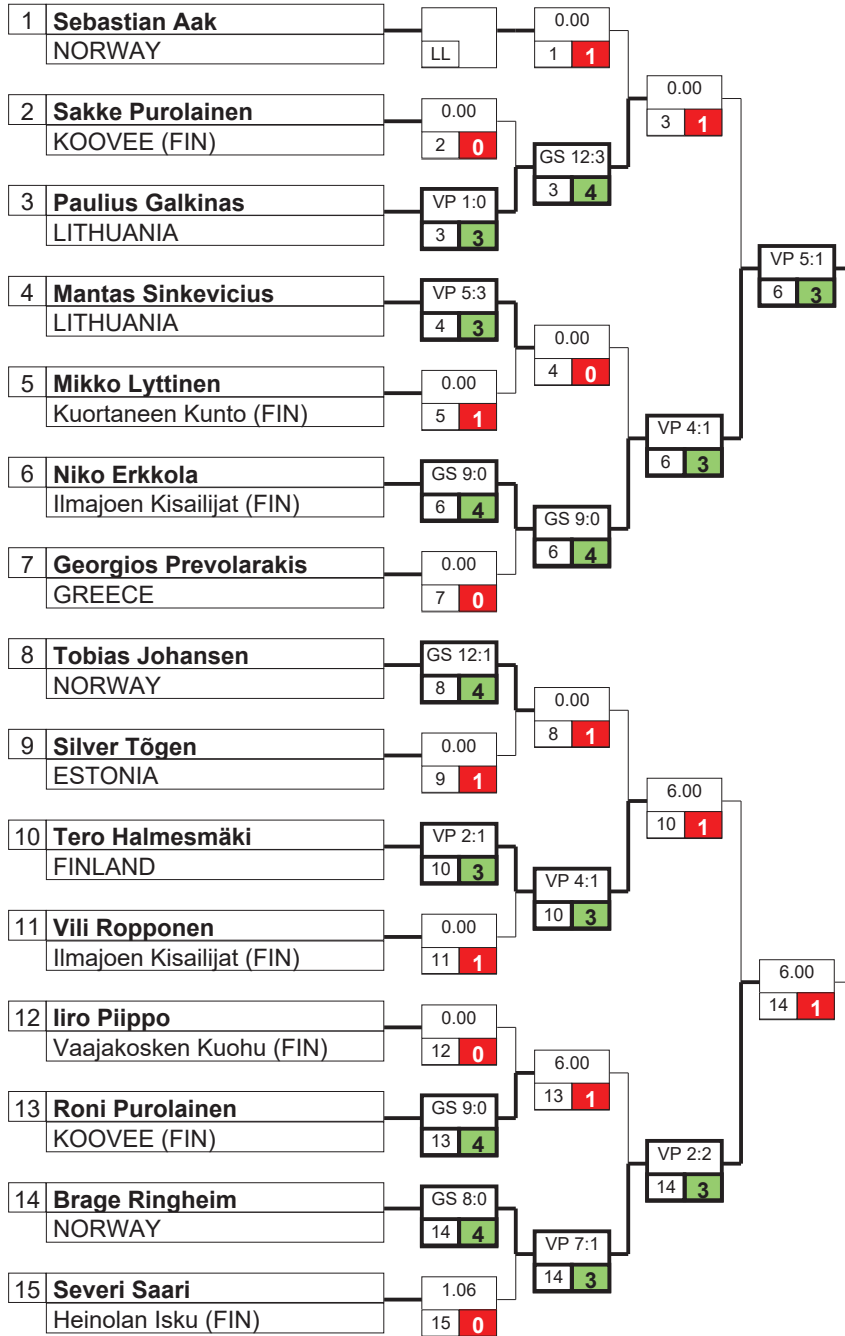 1 Sebastian Aak
NORWAY
LL
0.00
1 1
2 Sakke Purolainen
KOOVEE (FIN)
0.00
2 0
0.00
3 1
3 Paulius Galkinas
LITHUANIA
VP 1:0
3 3
GS 12:3
3 4
4 Mantas Sinkevicius
LITHUANIA
VP 5:3
4 3
VP 5:1
6 3
5 Mikko Lyttinen
Kuortaneen Kunto (FIN)
0.00
5 1
0.00
4 0
6 Niko Erkkola
Ilmajoen Kisailijat (FIN)
GS 9:0
6 4
VP 4:1
6 3
7 Georgios Prevolarakis
GREECE
0.00
7 0
GS 9:0
6 4
8 Tobias Johansen
NORWAY
GS 12:1
8 4
0.00
8 1
9 Silver Tõgen
ESTONIA
0.00
9 1
6.00
10 1
10 Tero Halmesmäki
FINLAND
VP 2:1
10 3
VP 4:1
10 3
11 Vili Ropponen
Ilmajoen Kisailijat (FIN)
0.00
11 1
6.00
14 1
12 Iiro Piippo
Vaajakosken Kuohu (FIN)
0.00
12 0
6.00
13 1
13 Roni Purolainen
KOOVEE (FIN)
GS 9:0
13 4
VP 2:2
14 3
14 Brage Ringheim
NORWAY
GS 8:0
14 4
VP 7:1
14 3
15 Severi Saari
Heinolan Isku (FIN)
1.06
15 0